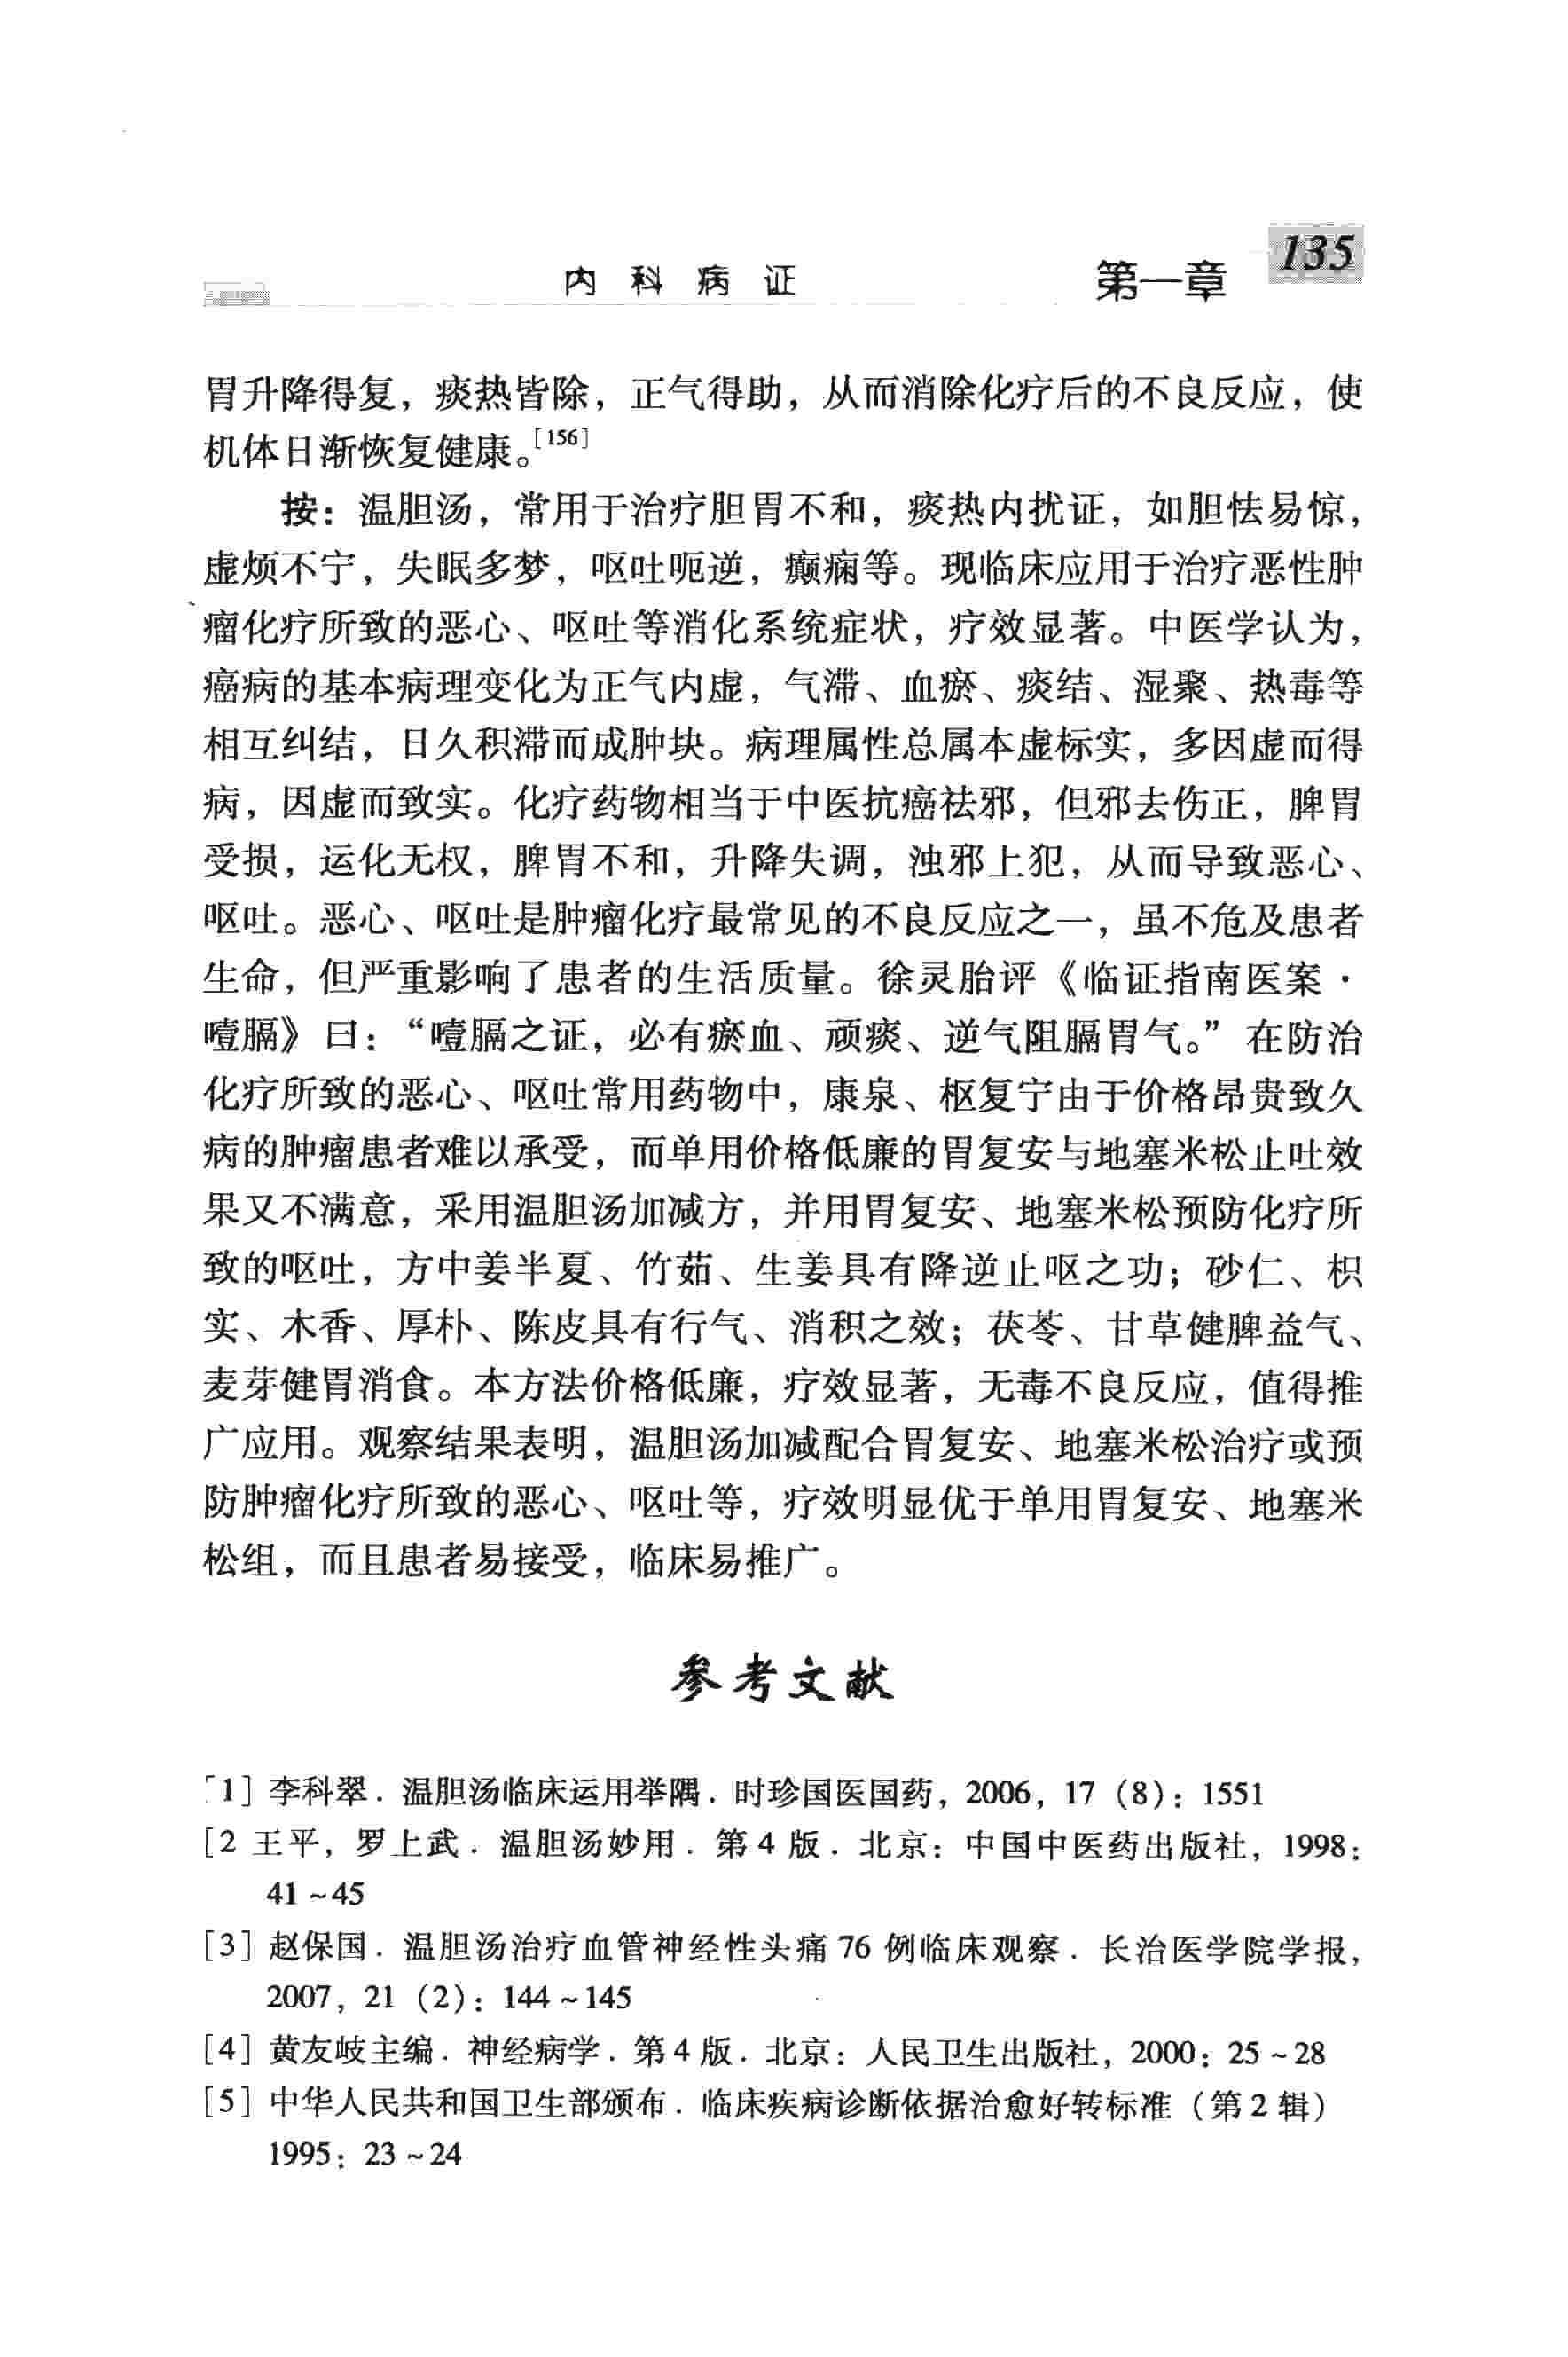 135
内科病证 第一章
胃升降得复，痰热皆除，正气得助，从而消除化疗后的不良反应，使
机体日渐恢复健康。[156]
按：温胆汤，常用于治疗胆胃不和，痰热内扰证，如胆怯易惊，
虚烦不宁，失眠多梦，呕吐呃逆，癫痫等。现临床应用于治疗恶性肿
瘤化疗所致的恶心、呕吐等消化系统症状，疗效显著。中医学认为，
癌病的基本病理变化为正气内虚，气滞、血瘀、痰结、湿聚、热毒等
相互纠结，日久积滞而成肿块。病理属性总属本虚标实，多因虚而得
病，因虚而致实。化疗药物相当于中医抗癌祛邪，但邪去伤正，脾胃
受损，运化无权，脾胃不和，升降失调，浊邪上犯，从而导致恶心、
呕吐。恶心、呕吐是肿瘤化疗最常见的不良反应之一，虽不危及患者
生命，但严重影响了患者的生活质量。徐灵胎评《临证指南医案·
噎膈》曰：“噎膈之证，必有瘀血、顽痰、逆气阻膈胃气。”在防治
化疗所致的恶心、呕吐常用药物中，康泉、枢复宁由于价格昂贵致久
病的肿瘤患者难以承受，而单用价格低廉的胃复安与地塞米松止吐效
果又不满意，采用温胆汤加减方，并用胃复安、地塞米松预防化疗所
致的呕吐，方中姜半夏、竹茹、生姜具有降逆止呕之功；砂仁、枳
实、木香、厚朴、陈皮具有行气、消积之效；茯苓、甘草健脾益气、
麦芽健胃消食。本方法价格低廉，疗效显著，无毒不良反应，值得推
广应用。观察结果表明，温胆汤加减配合胃复安、地塞米松治疗或预
防肿瘤化疗所致的恶心、呕吐等，疗效明显优于单用胃复安、地塞米
松组，而且患者易接受，临床易推广。
参考文献
[1] 李科翠．温胆汤临床运用举隅．时珍国医国药，2006，17（8）：1551
[2 王平，罗上武．温胆汤妙用．第4版．北京：中国中医药出版社，1998：
41～45
[3] 赵保国．温胆汤治疗血管神经性头痛76例临床观察．长治医学院学报，
2007，21（2）：144～145
[4] 黄友岐主编．神经病学．第4版．北京：人民卫生出版社，2000：25～28
[5] 中华人民共和国卫生部颁布．临床疾病诊断依据治愈好转标准（第2辑）
1995：23～24